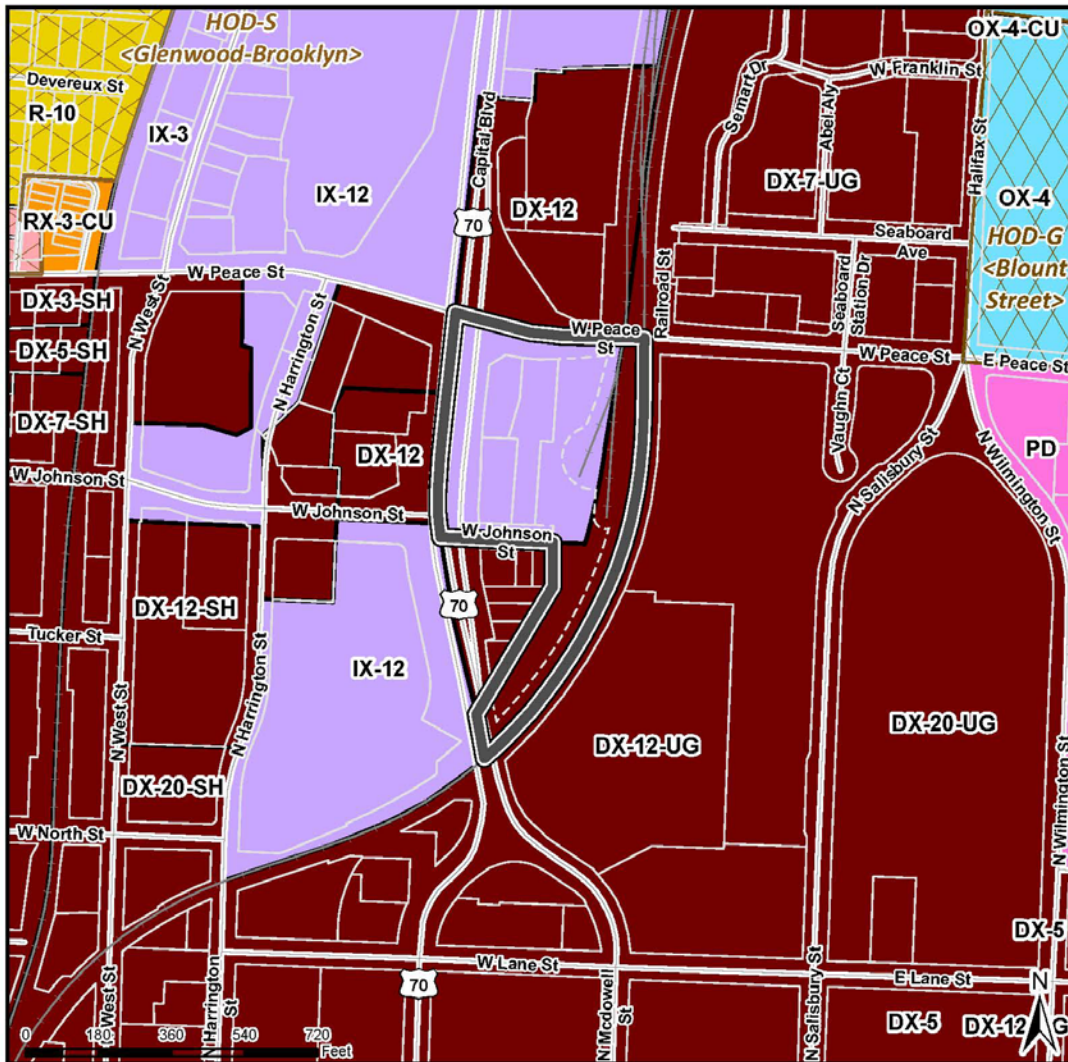 HOD-S
<Glenwood-Brooklyn>
OX-4-CU
Devereux St
R-10
IX-3
Semart Dr
W Franklin St
Abel Aly
Halifax St
Capital Blvd
IX-12
DX-7-UG
RX-3-CU
DX-12
OX-4
70
Seaboard
Ave
HOD-G
<Blount
Street>
W Peace St
N West St
Railroad St
Seaboard
Station Dr
DX-3-SH
N Harrington St
W Peace
St
W Peace St
E Peace St
DX-5-SH
DX-7-SH
Vaughn Ct
N Salisbury St
N Wilmington St
PD
DX-12
W Johnson St
W Johnson St
W Johnson
St
DX-12-SH
70
Tucker St
IX-12
N West St
N Harrington St
DX-12-UG
DX-20-UG
DX-20-SH
W North St
N Wilmington St
DX-5
W Lane St
E Lane St
N
70
West St
N Harrington
St
N Mcdowell
St
N Salisbury St
DX-5
DX-12
G
0 180 360 540 720
Feet